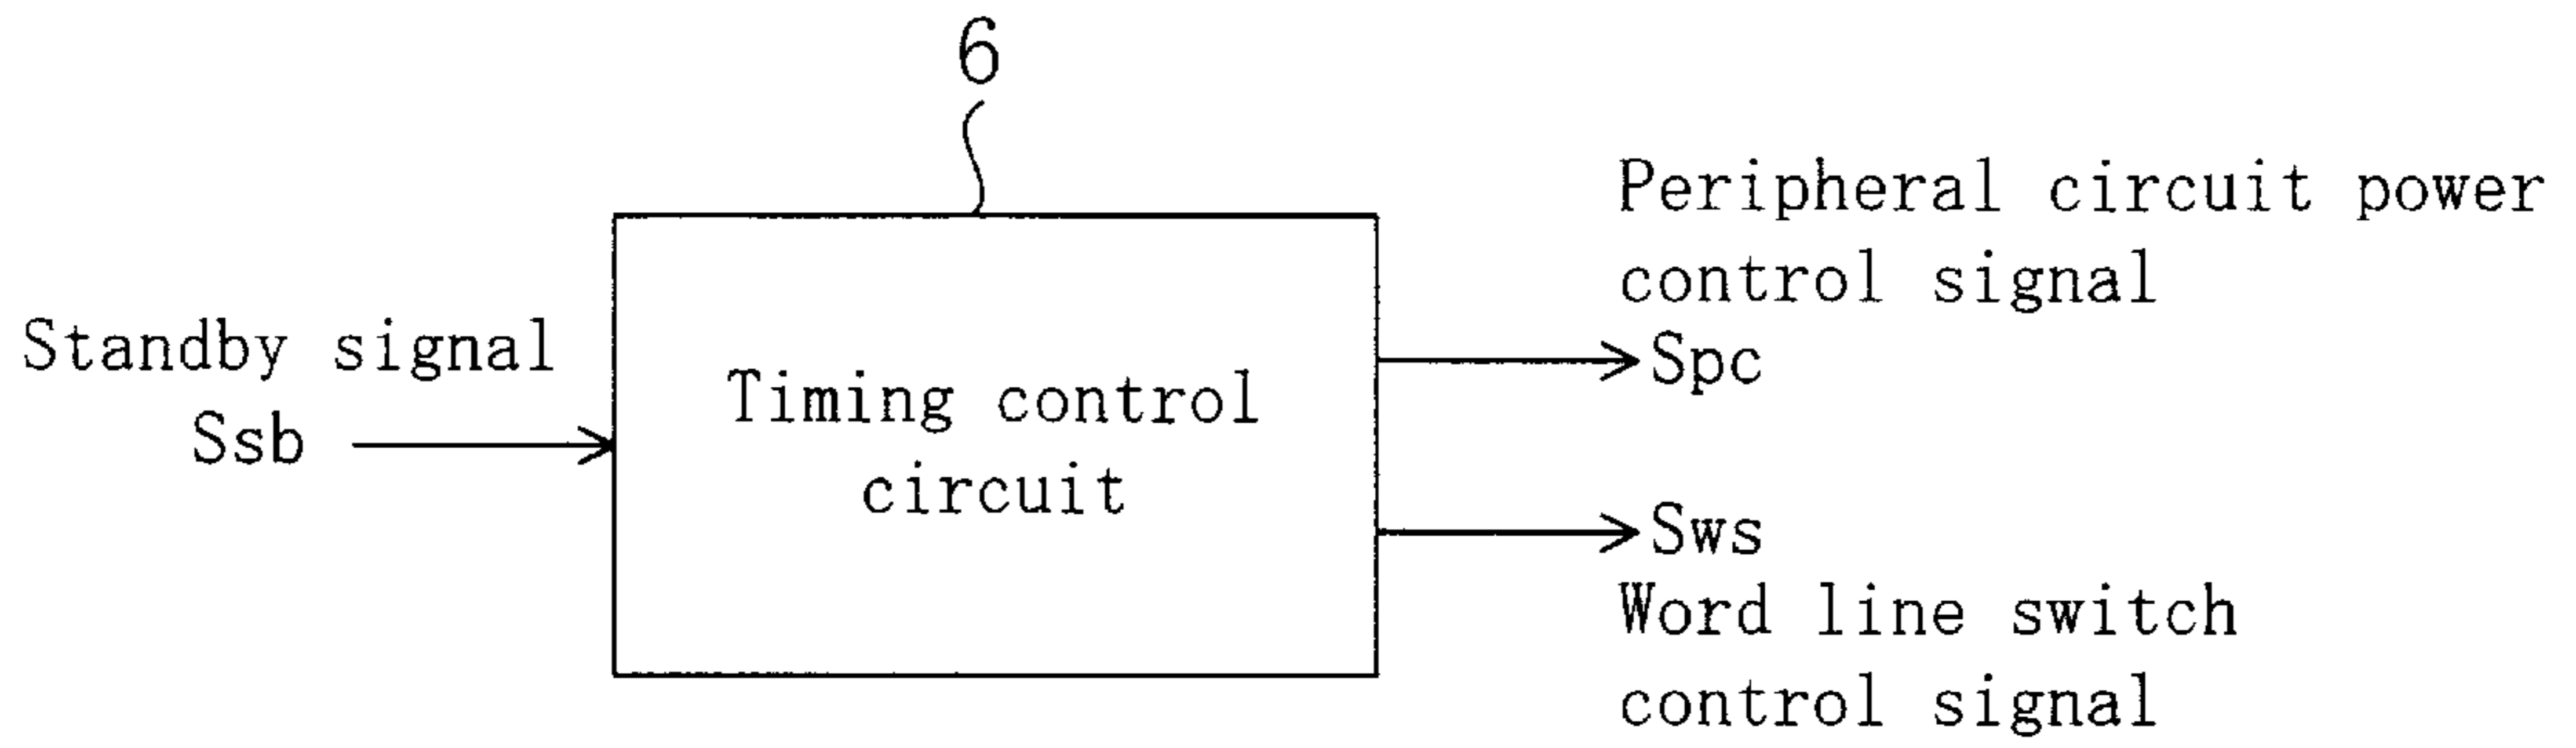 6
Standby signal
Ssb
Timing control
circuit
Peripheral circuit power
control signal
Spc
Sws
Word line switch
control signal